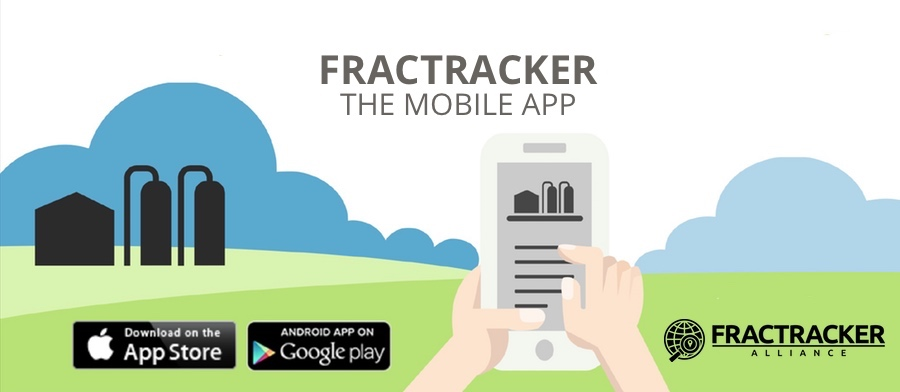 FRACTRACKER
THE MOBILE APP
Download on the
App Store
ANDROID APP ON
Google play
FRACTRACKER
ALLIANCE